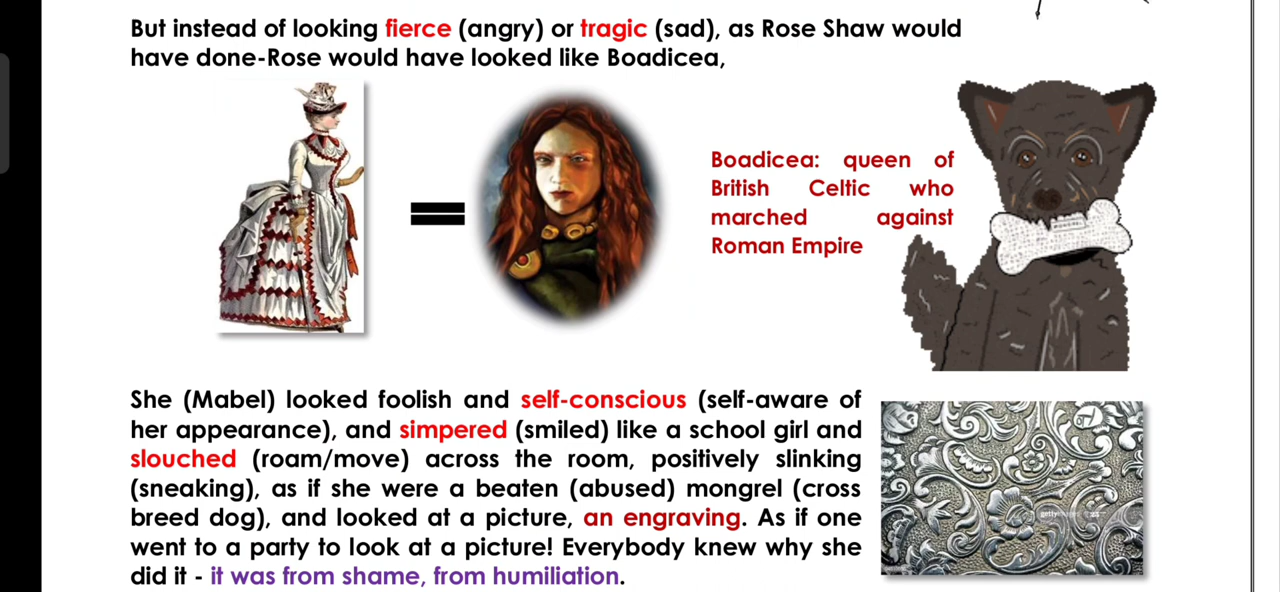 But instead of looking fierce (angry) or tragic (sad), as Rose Shaw would
have done-Rose would have looked like Boadicea,
Boadicea: queen of
British Celtic who
marched against
Roman Empire
She (Mabel) looked foolish and self-conscious (self-aware of
her appearance), and simpered (smiled) like a school girl and
slouched (roam/move) across the room, positively slinking
(sneaking), as if she were a beaten (abused) mongrel (cross
breed dog), and looked at a picture, an engraving. As if one
went to a party to look at a picture! Everybody knew why she
did it - it was from shame, from humiliation.